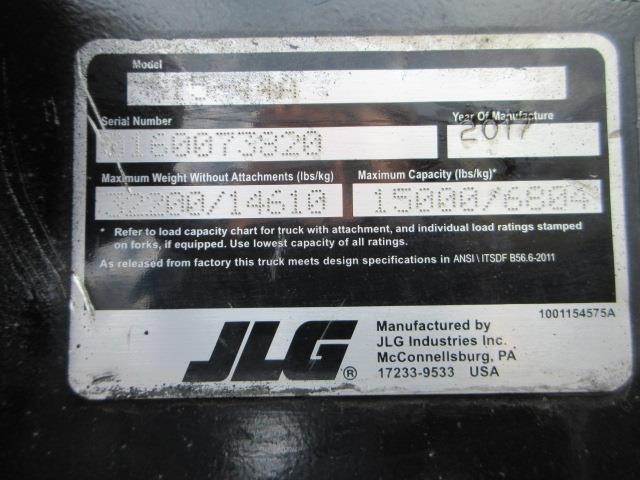 Model
Serial Number
Year Of Manufacture
1160073820
2017
Maximum Weight Without Attachments (lbs/kg)
Maximum Capacity (lbs/kg)*
32200/14610
15000/6804
* Refer to load capacity chart for truck with attachment, and individual load ratings stamped
on forks, if equipped. Use lowest capacity of all ratings.
As released from factory this truck meets design specifications in ANSI \ ITSDF B56.6-2011
1001154575A
JLG®
Manufactured by
JLG Industries Inc.
McConnellsburg, PA
17233-9533 USA